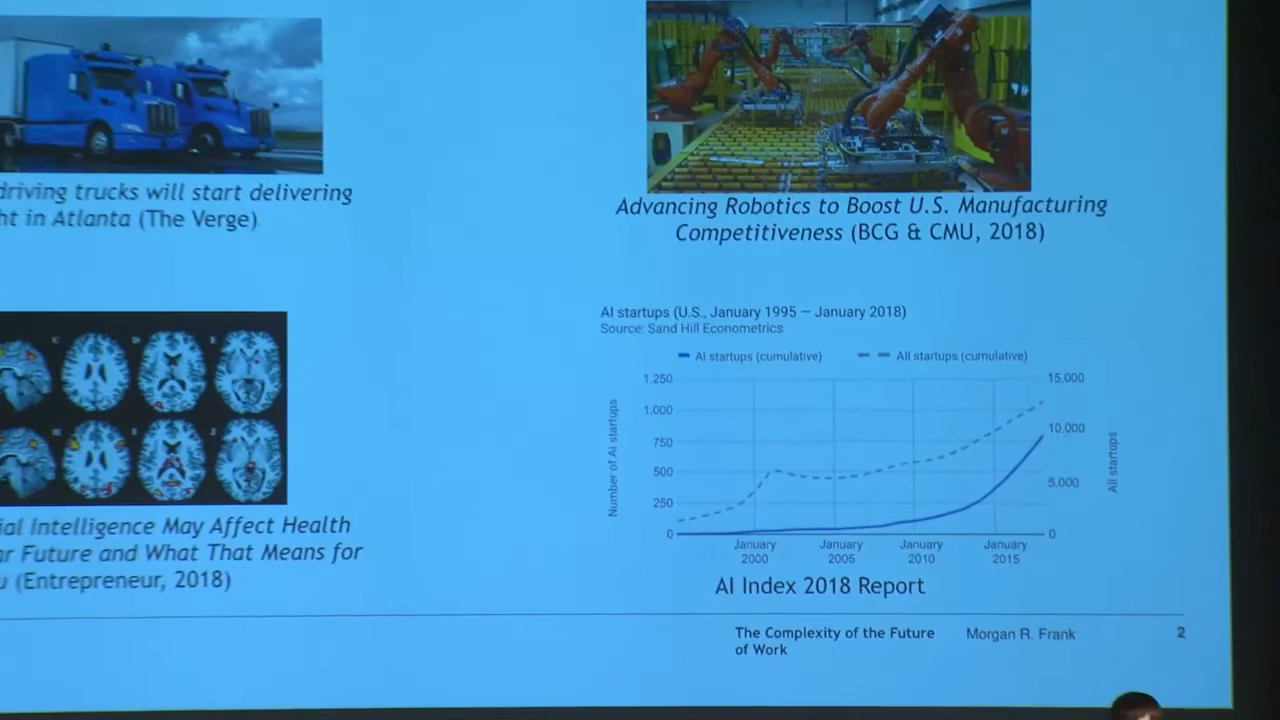 driving trucks will start delivering
ht in Atlanta (The Verge)
Advancing Robotics to Boost U.S. Manufacturing
Competitiveness (BCG & CMU, 2018)
ial Intelligence May Affect Health
ar Future and What That Means for
u (Entrepreneur, 2018)
AI startups (U.S., January 1995 — January 2018)
Source: Sand Hill Econometrics
AI startups (cumulative) All startups (cumulative)
Number of AI startups
1.250
1.000
750
500
250
0
15,000
10,000
5,000
0
All startups
January 2000
January 2005
January 2010
January 2015
AI Index 2018 Report
The Complexity of the Future
of Work
Morgan R. Frank
2